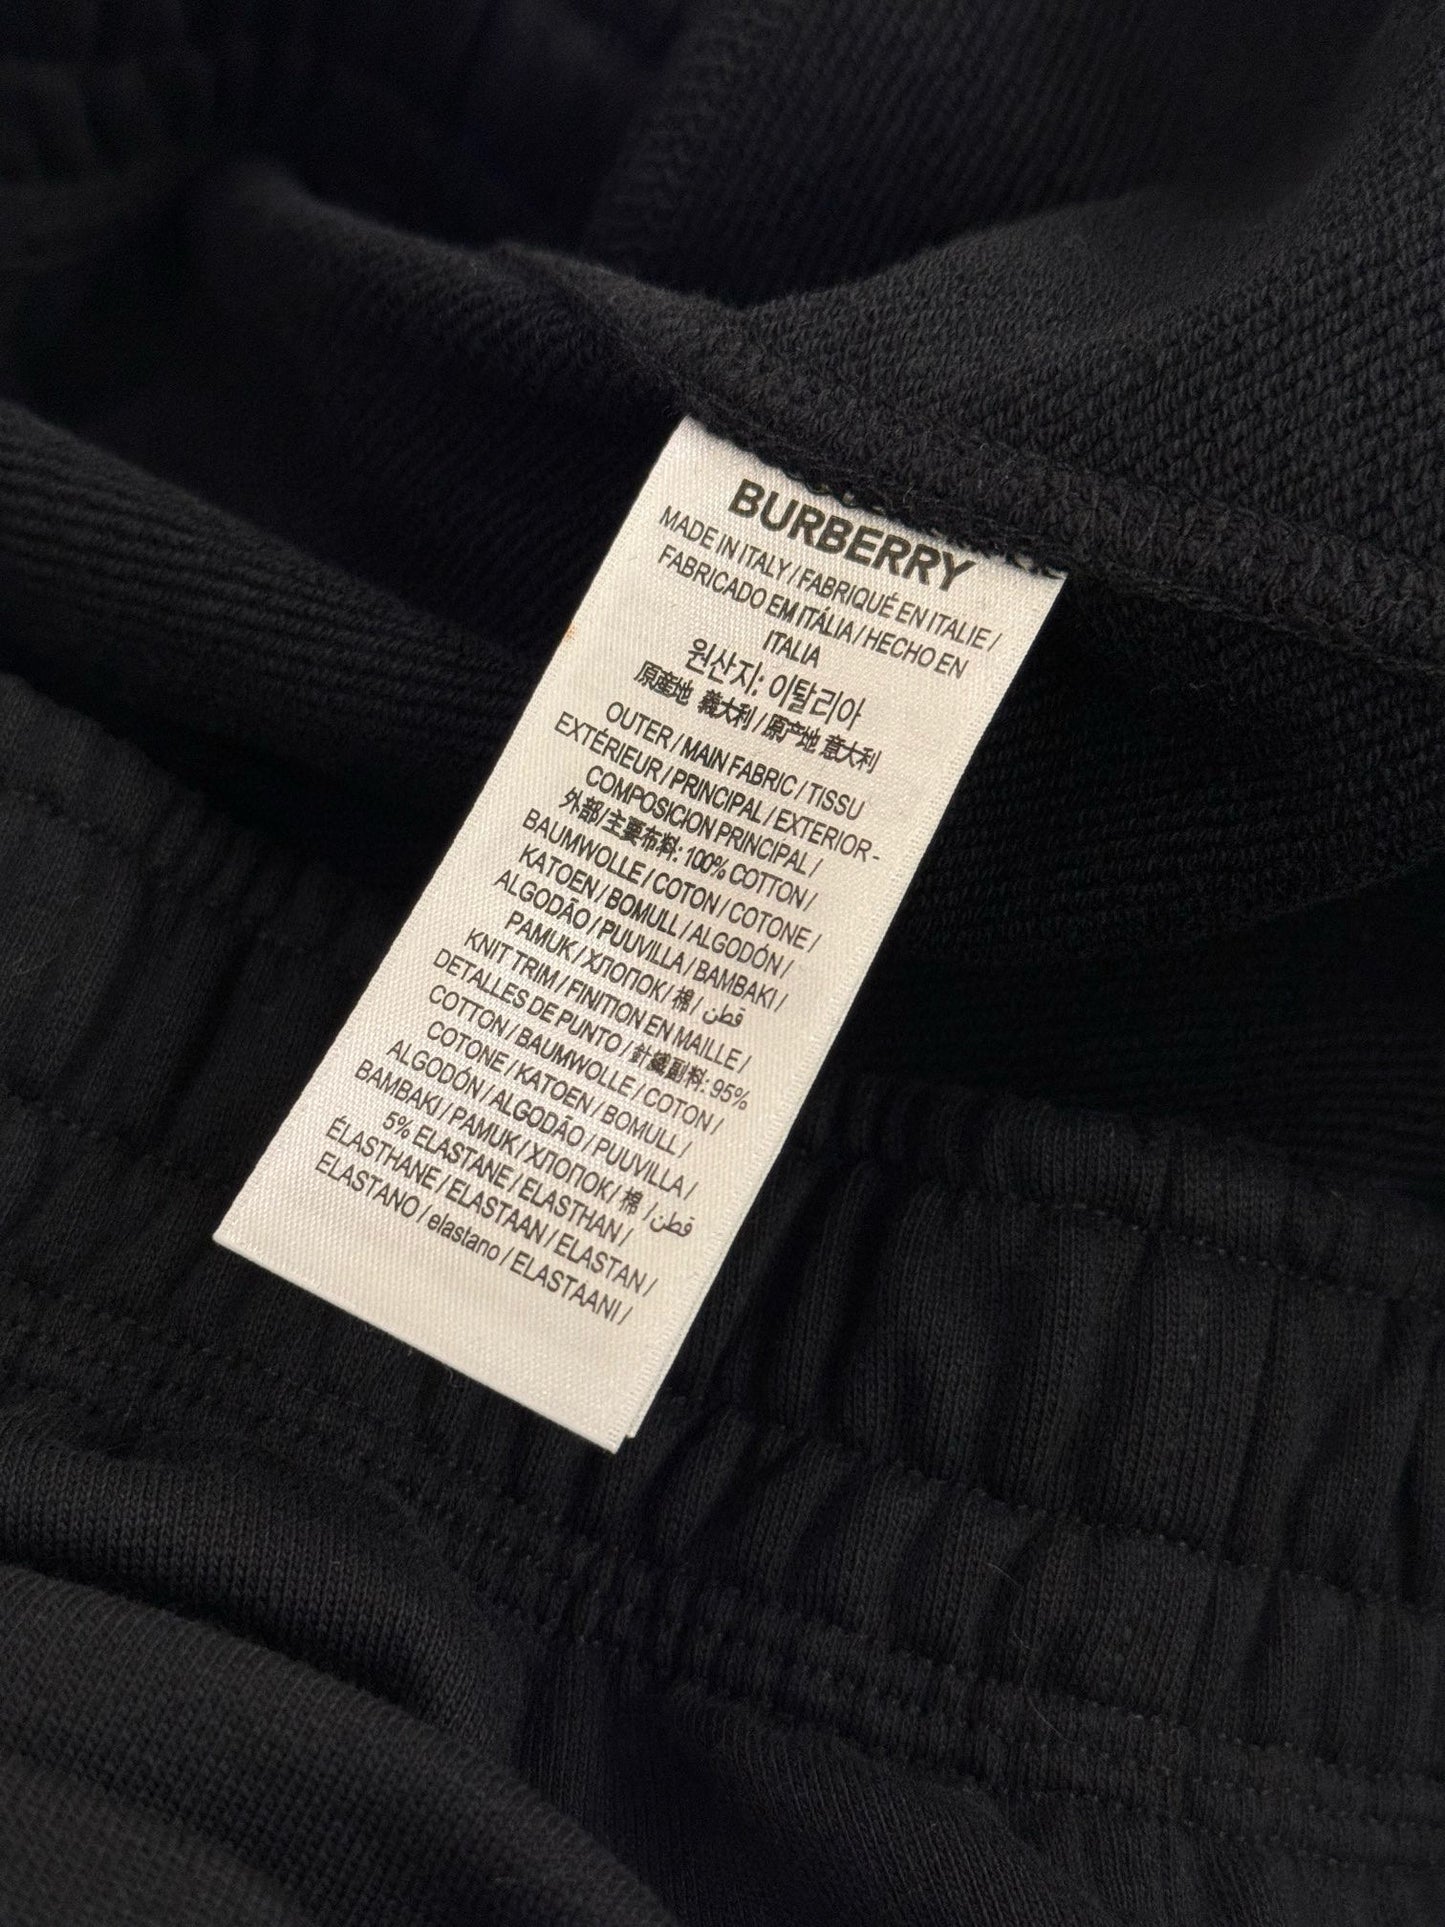 BURBERRY
MADE IN ITALY / FABRIQUÉ EN ITALIE /
FABRICADO EM ITÁLIA / HECHO EN
ITALIA
원산지: 이탈리아
原產地 義大利 / 原产地 意大利
OUTER / MAIN FABRIC / TISSU
EXTÉRIEUR / PRINCIPAL / EXTERIOR -
COMPOSICION PRINCIPAL /
外部/主要布料: 100% COTTON /
BAUMWOLLE / COTON / COTONE /
KATOEN / BOMULL / ALGODÓN /
ALGODÃO / PUUVILLA / BAMBAKI /
PAMUK / ХЛОПОК / 棉 / قطن
KNIT TRIM / FINITION EN MAILLE /
DETALLES DE PUNTO / 針織副料: 95%
COTTON / BAUMWOLLE / COTON /
COTONE / KATOEN / BOMULL /
ALGODÓN / ALGODÃO / PUUVILLA /
BAMBAKI / PAMUK / ХЛОПОК / 棉 / قطن
5% ELASTANE / ELASTHAN /
ÉLASTHANE / ELASTAAN / ELASTAN /
ELASTANO / elastano / ELASTAANI /